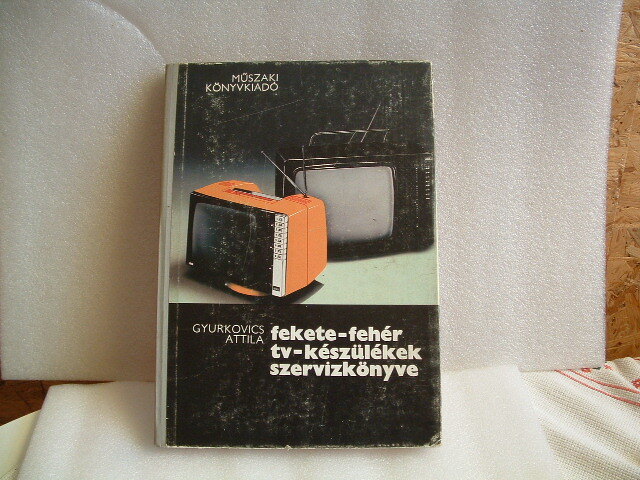 MŰSZAKI
KÖNYVKIADÓ
GYURKOVICS
ATTILA
fekete-fehér
tv-készülékek
szervizkönyve